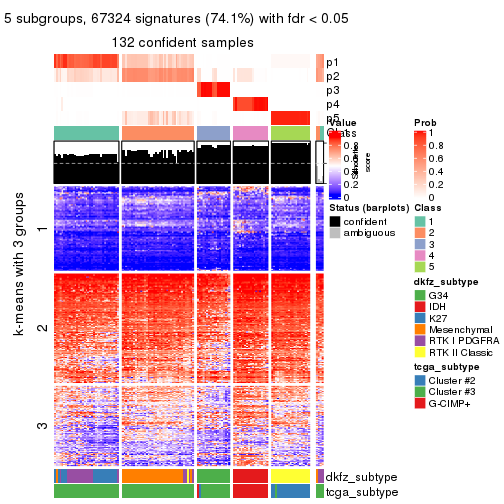 5 subgroups, 67324 signatures (74.1%) with fdr < 0.05
132 confident samples
p1
p2
p3
p4
p5
Class
k-means with 3 groups
1
2
3
Silhouette
score
dkfz_subtype
tcga_subtype
Value
1
0.8
0.6
0.4
0.2
0
Status (barplots)
confident
ambiguous
Prob
1
0.8
0.6
0.4
0.2
0
Class
1
2
3
4
5
dkfz_subtype
G34
IDH
K27
Mesenchymal
RTK I PDGFRA
RTK II Classic
tcga_subtype
Cluster #2
Cluster #3
G-CIMP+